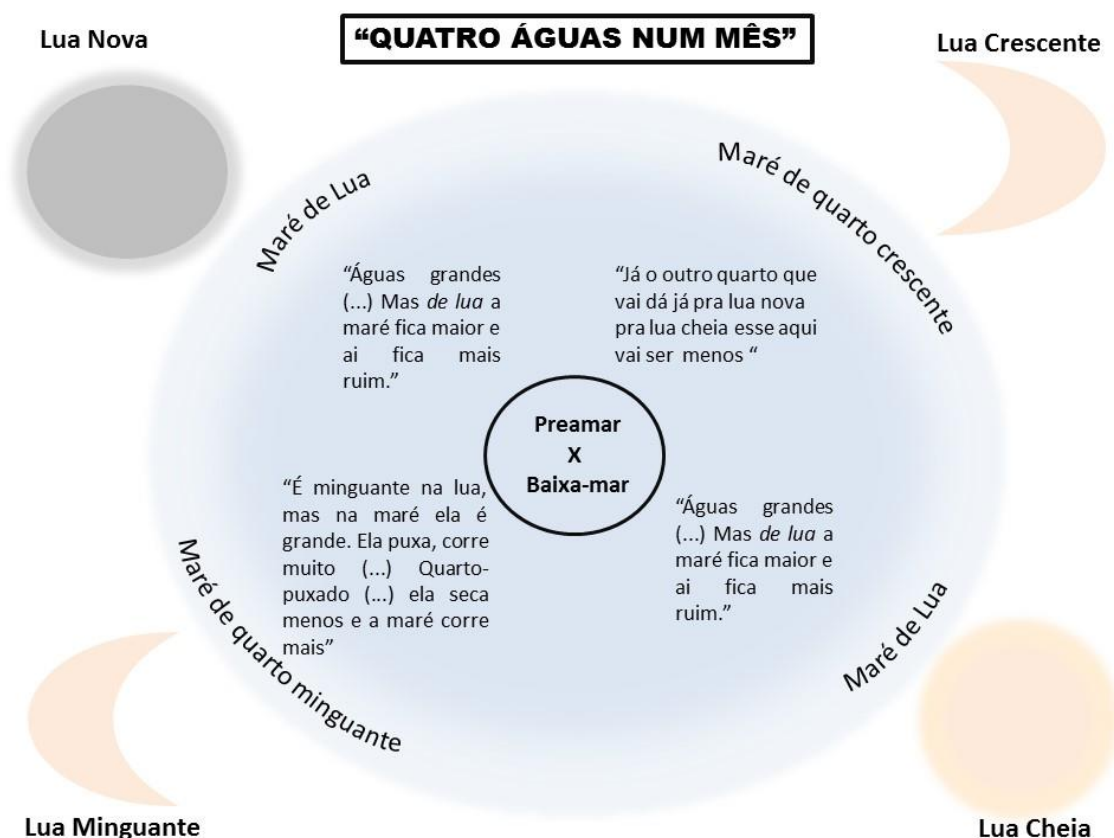 “QUATRO ÁGUAS NUM MÊS”
Lua Nova
Lua Crescente
Maré de Lua
Maré de quarto crescente
“Águas grandes
(...) Mas de lua a
maré fica maior e
ai fica mais
ruim.”
“Já o outro quarto que
vai dá já pra lua nova
pra lua cheia esse aqui
vai ser menos “
Preamar
X
Baixa-mar
“É minguante na lua,
mas na maré ela é
grande. Ela puxa, corre
muito (...) Quarto-
puxado (...) ela seca
menos e a maré corre
mais”
“Águas grandes
(...) Mas de lua a
maré fica maior e
ai fica mais
ruim.”
Maré de quarto minguante
Maré de Lua
Lua Minguante
Lua Cheia